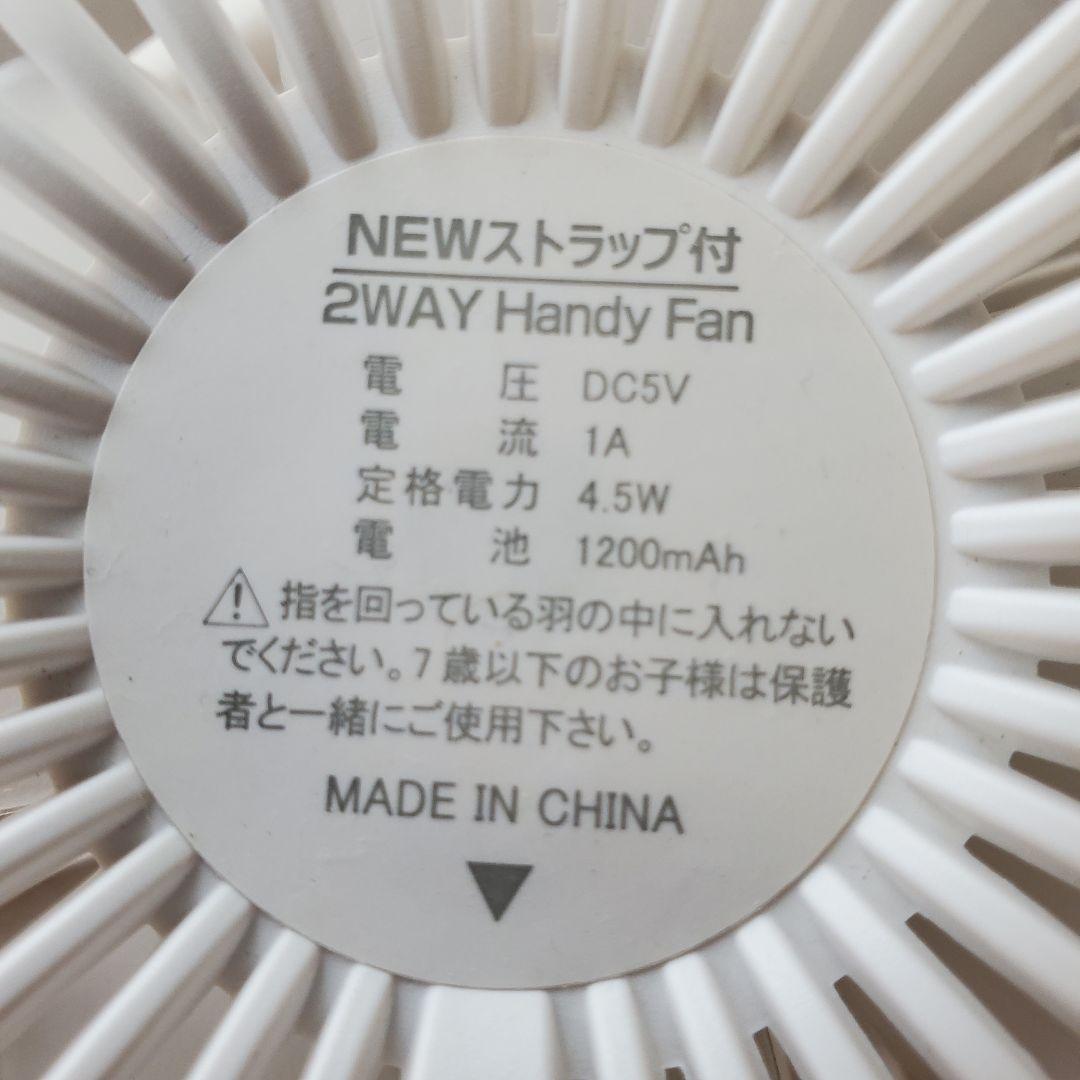 NEWストラップ付
2WAY Handy Fan
電圧 DC5V
電流 1A
定格電力 4.5W
電池 1200mAh
指を回っている羽の中に入れない
でください。7歳以下のお子様は保護
者と一緒にご使用下さい。
MADE IN CHINA